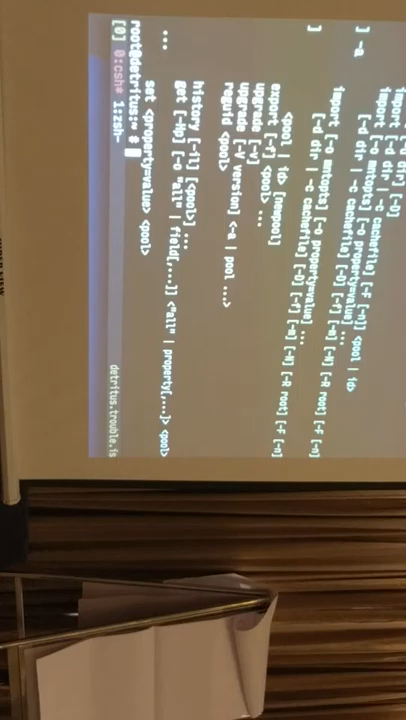 import [-o mntopts] [-o property=value] ...
[-d dir | -c cachefile] [-D] [-f] [-m] [-N] [-R root] [-F [-n]
] -a
import [-o mntopts] [-o property=value] ...
[-d dir | -c cachefile] [-D] [-f] [-m] [-N] [-R root] [-F [-n]
]
<pool | id> [newpool]
export [-f] <pool> ...
upgrade [-v]
upgrade [-V version] <-a | pool ...>
reguid <pool>
history [-il] [<pool>] ...
get [-Hp] [-o "all" | field[,...]] <"all" | property[,...]> <pool>
...
set <property=value> <pool>
root@detritus:~ #
[0] 0:csh* 1:zsh- detritus.trouble.is